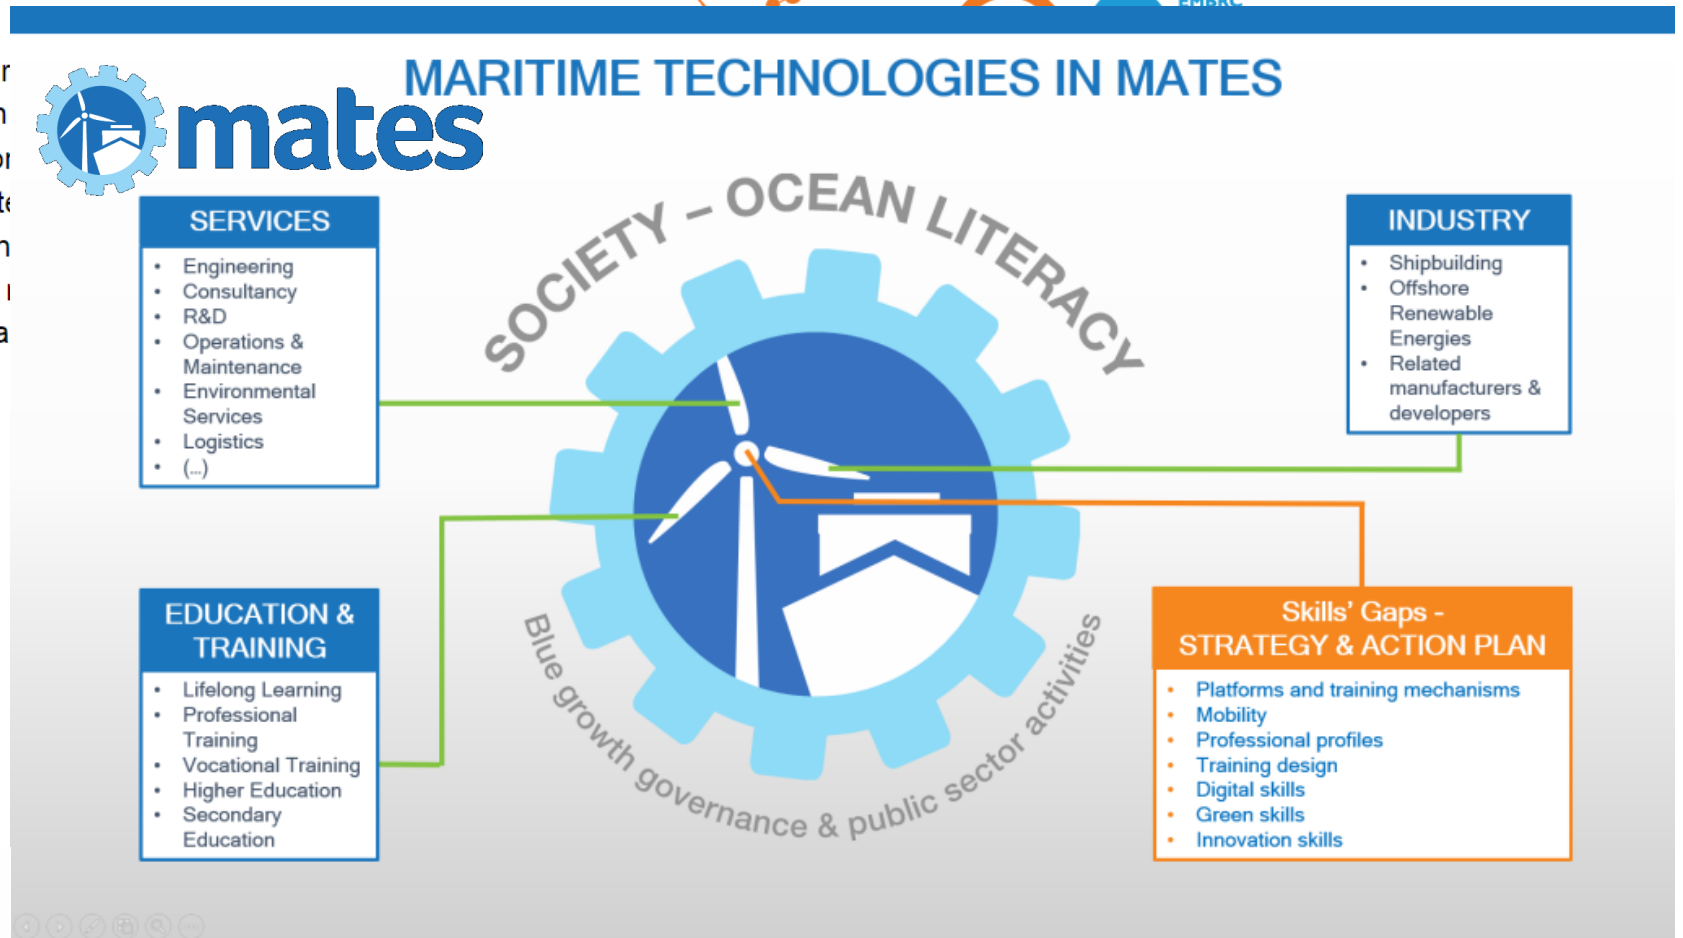 EMBRC
MARITIME TECHNOLOGIES IN MATES
mates
SOCIETY – OCEAN LITERACY
SERVICES
• Engineering
• Consultancy
• R&D
• Operations &
Maintenance
• Environmental
Services
• Logistics
• (...)
INDUSTRY
• Shipbuilding
• Offshore
Renewable
Energies
• Related
manufacturers &
developers
EDUCATION &
TRAINING
• Lifelong Learning
• Professional
Training
• Vocational Training
• Higher Education
• Secondary
Education
Blue growth governance & public sector activities
Skills' Gaps -
STRATEGY & ACTION PLAN
• Platforms and training mechanisms
• Mobility
• Professional profiles
• Training design
• Digital skills
• Green skills
• Innovation skills